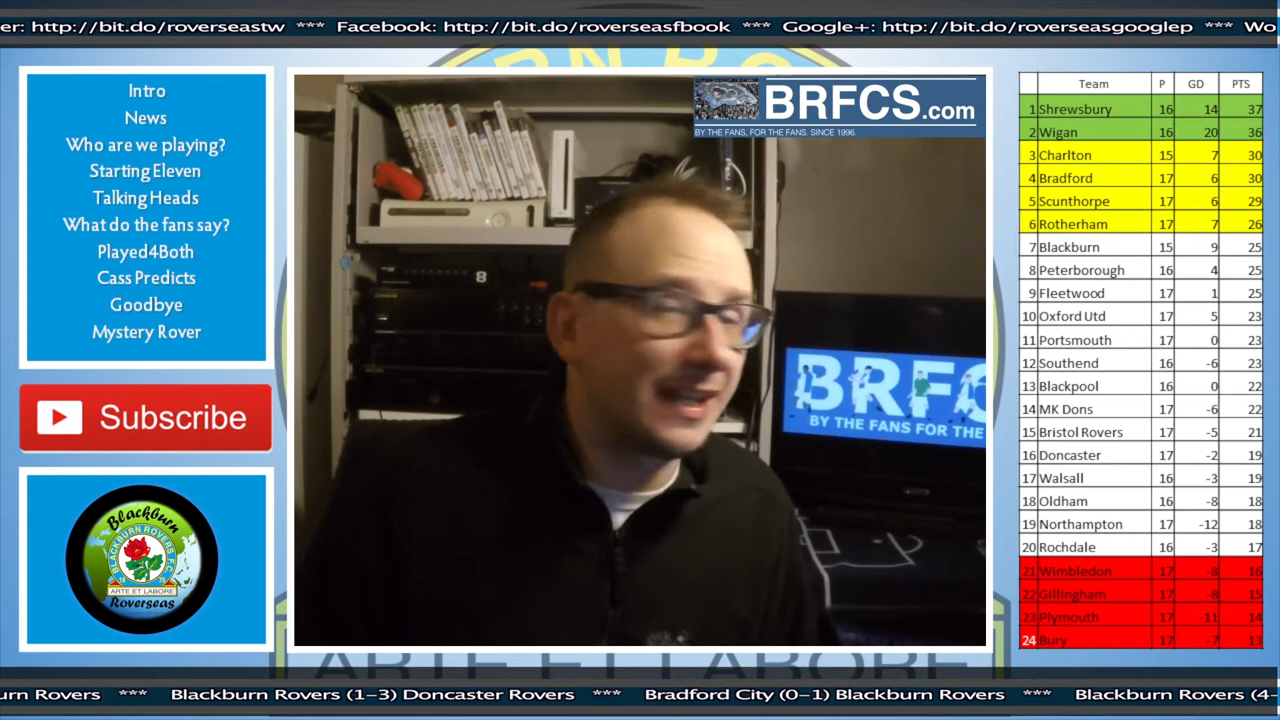 er: http://bit.do/roverseastw *** Facebook: http://bit.do/roverseasfbook *** Google+: http://bit.do/roverseasgooglep *** Wo
Intro
News
Who are we playing?
Starting Eleven
Talking Heads
What do the fans say?
Played4Both
Cass Predicts
Goodbye
Mystery Rover
Subscribe
Blackburn
BLACKBURN ROVERS F.C.
18 75
ARTE ET LABORE
Roverseas
BRFCS.com
BY THE FANS, FOR THE FANS. SINCE 1996.
8
BRFC
BY THE FANS FOR THE
Team P GD PTS
1 Shrewsbury 16 14 37
2 Wigan 16 20 36
3 Charlton 15 7 30
4 Bradford 17 6 30
5 Scunthorpe 17 6 29
6 Rotherham 17 7 26
7 Blackburn 15 9 25
8 Peterborough 16 4 25
9 Fleetwood 17 1 25
10 Oxford Utd 17 5 23
11 Portsmouth 17 0 23
12 Southend 16 -6 23
13 Blackpool 16 0 22
14 MK Dons 17 -6 22
15 Bristol Rovers 17 -5 21
16 Doncaster 17 -2 19
17 Walsall 16 -3 19
18 Oldham 16 -8 18
19 Northampton 17 -12 18
20 Rochdale 16 -3 17
21 Wimbledon 17 -8 16
22 Gillingham 17 -8 15
23 Plymouth 17 -11 14
24 Bury 17 -7 13
ARTE ET LABORE
urn Rovers *** Blackburn Rovers (1-3) Doncaster Rovers *** Bradford City (0-1) Blackburn Rovers *** Blackburn Rovers (4-